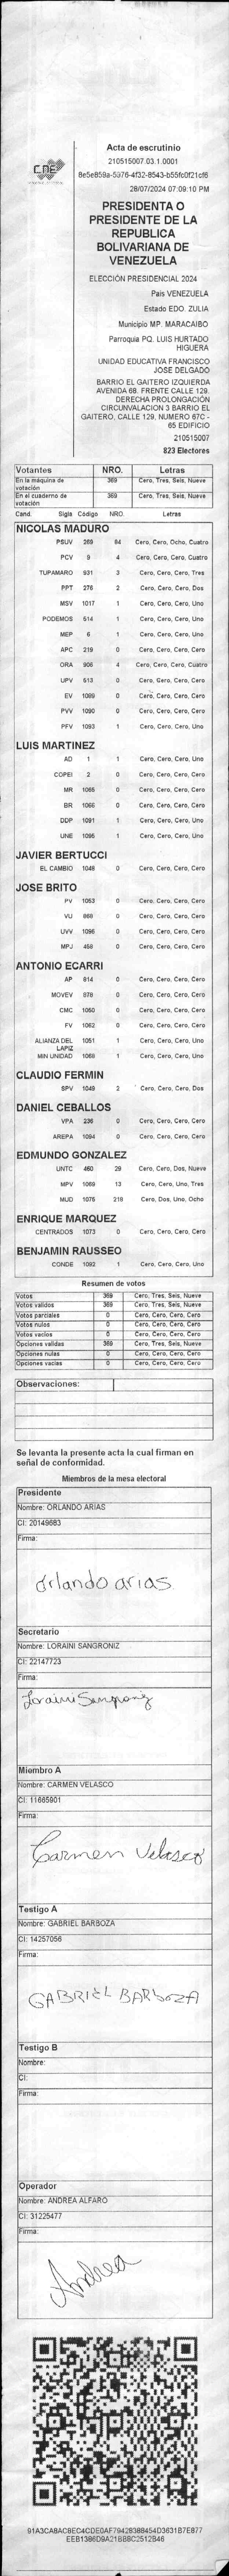 CNE
Acta de escrutinio
210515007.03.1.0001
8e5e859a-5976-4f32-8543-b55fc0f21cf6
28/07/2024 07:09:10 PM
PRESIDENTA O
PRESIDENTE DE LA
REPUBLICA
BOLIVARIANA DE
VENEZUELA
ELECCIÓN PRESIDENCIAL 2024
Pais VENEZUELA
Estado EDO. ZULIA
Municipio MP. MARACAIBO
Parroquia PQ. LUIS HURTADO
HIGUERA
UNIDAD EDUCATIVA FRANCISCO
JOSE DELGADO
BARRIO EL GAITERO IZQUIERDA
AVENIDA 68. FRENTE CALLE 129.
DERECHA PROLONGACIÓN
CIRCUNVALACION 3 BARRIO EL
GAITERO, CALLE 129, NUMERO 67C -
65 EDIFICIO
210515007
823 Electores
Votantes NRO. Letras
En la máquina de votación 369 Cero, Tres, Seis, Nueve
En el cuaderno de votación 369 Cero, Tres, Seis, Nueve
Cand. Sigla Código NRO. Letras
NICOLAS MADURO
PSUV 269 84 Cero, Cero, Ocho, Cuatro
PCV 9 4 Cero, Cero, Cero, Cuatro
TUPAMARO 931 3 Cero, Cero, Cero, Tres
PPT 276 2 Cero, Cero, Cero, Dos
MSV 1017 1 Cero, Cero, Cero, Uno
PODEMOS 514 1 Cero, Cero, Cero, Uno
MEP 6 1 Cero, Cero, Cero, Uno
APC 219 0 Cero, Cero, Cero, Cero
ORA 906 4 Cero, Cero, Cero, Cuatro
UPV 513 0 Cero, Cero, Cero, Cero
EV 1089 0 Cero, Cero, Cero, Cero
PVV 1090 0 Cero, Cero, Cero, Cero
PFV 1093 1 Cero, Cero, Cero, Uno
LUIS MARTINEZ
AD 1 1 Cero, Cero, Cero, Uno
COPEI 2 0 Cero, Cero, Cero, Cero
MR 1055 0 Cero, Cero, Cero, Cero
BR 1066 0 Cero, Cero, Cero, Cero
DDP 1091 1 Cero, Cero, Cero, Uno
UNE 1095 1 Cero, Cero, Cero, Uno
JAVIER BERTUCCI
EL CAMBIO 1048 0 Cero, Cero, Cero, Cero
JOSE BRITO
PV 1053 0 Cero, Cero, Cero, Cero
VU 869 0 Cero, Cero, Cero, Cero
UVV 1096 0 Cero, Cero, Cero, Cero
MPJ 458 0 Cero, Cero, Cero, Cero
ANTONIO ECARRI
AP 814 0 Cero, Cero, Cero, Cero
MOVEV 878 0 Cero, Cero, Cero, Cero
CMC 1050 0 Cero, Cero, Cero, Cero
FV 1062 0 Cero, Cero, Cero, Cero
ALIANZA DEL LAPIZ 1051 1 Cero, Cero, Cero, Uno
MIN UNIDAD 1068 1 Cero, Cero, Cero, Uno
CLAUDIO FERMIN
SPV 1049 2 Cero, Cero, Cero, Dos
DANIEL CEBALLOS
VPA 236 0 Cero, Cero, Cero, Cero
AREPA 1094 0 Cero, Cero, Cero, Cero
EDMUNDO GONZALEZ
UNTC 460 29 Cero, Cero, Dos, Nueve
MPV 1069 13 Cero, Cero, Uno, Tres
MUD 1075 218 Cero, Dos, Uno, Ocho
ENRIQUE MARQUEZ
CENTRADOS 1073 0 Cero, Cero, Cero, Cero
BENJAMIN RAUSSEO
CONDE 1092 1 Cero, Cero, Cero, Uno
Resumen de votos
Votos 369 Cero, Tres, Seis, Nueve
Votos validos 369 Cero, Tres, Seis, Nueve
Votos parciales 0 Cero, Cero, Cero, Cero
Votos nulos 0 Cero, Cero, Cero, Cero
Votos vacios 0 Cero, Cero, Cero, Cero
Opciones validas 369 Cero, Tres, Seis, Nueve
Opciones nulas 0 Cero, Cero, Cero, Cero
Opciones vacias 0 Cero, Cero, Cero, Cero
Observaciones:
Se levanta la presente acta la cual firman en
señal de conformidad.
Miembros de la mesa electoral
Presidente
Nombre: ORLANDO ARIAS
CI: 20149683
Firma:
Orlando arias
Secretario
Nombre: LORAINI SANGRONIZ
CI: 22147723
Firma:
Loraini Sangroniz
Miembro A
Nombre: CARMEN VELASCO
CI: 11665901
Firma:
Carmen Velasco
Testigo A
Nombre: GABRIEL BARBOZA
CI: 14257056
Firma:
GABRIEL BARbozA
Testigo B
Nombre:
CI:
Firma:
Operador
Nombre: ANDREA ALFARO
CI: 31225477
Firma:
Andrea
91A3CA8AC8EC4CDE0AF79428388454D3631B7E877
EEB1386D9A21BBBC2512B46